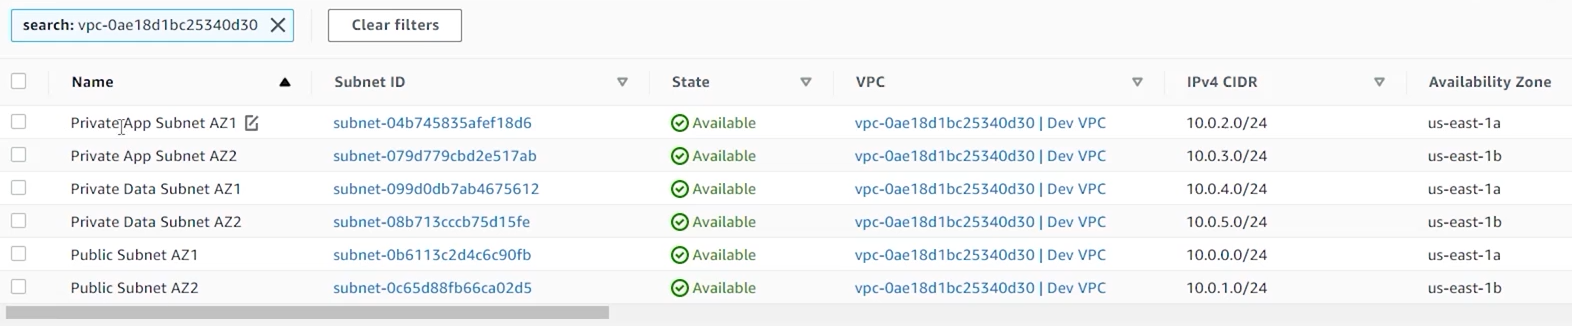 search: vpc-0ae18d1bc25340d30 Clear filters
Name Subnet ID State VPC IPv4 CIDR Availability Zone
Private App Subnet AZ1 subnet-04b745835afef18d6 Available vpc-0ae18d1bc25340d30 | Dev VPC 10.0.2.0/24 us-east-1a
Private App Subnet AZ2 subnet-079d779cbd2e517ab Available vpc-0ae18d1bc25340d30 | Dev VPC 10.0.3.0/24 us-east-1b
Private Data Subnet AZ1 subnet-099d0db7ab4675612 Available vpc-0ae18d1bc25340d30 | Dev VPC 10.0.4.0/24 us-east-1a
Private Data Subnet AZ2 subnet-08b713cccb75d15fe Available vpc-0ae18d1bc25340d30 | Dev VPC 10.0.5.0/24 us-east-1b
Public Subnet AZ1 subnet-0b6113c2d4c6c90fb Available vpc-0ae18d1bc25340d30 | Dev VPC 10.0.0.0/24 us-east-1a
Public Subnet AZ2 subnet-0c65d88fb66ca02d5 Available vpc-0ae18d1bc25340d30 | Dev VPC 10.0.1.0/24 us-east-1b